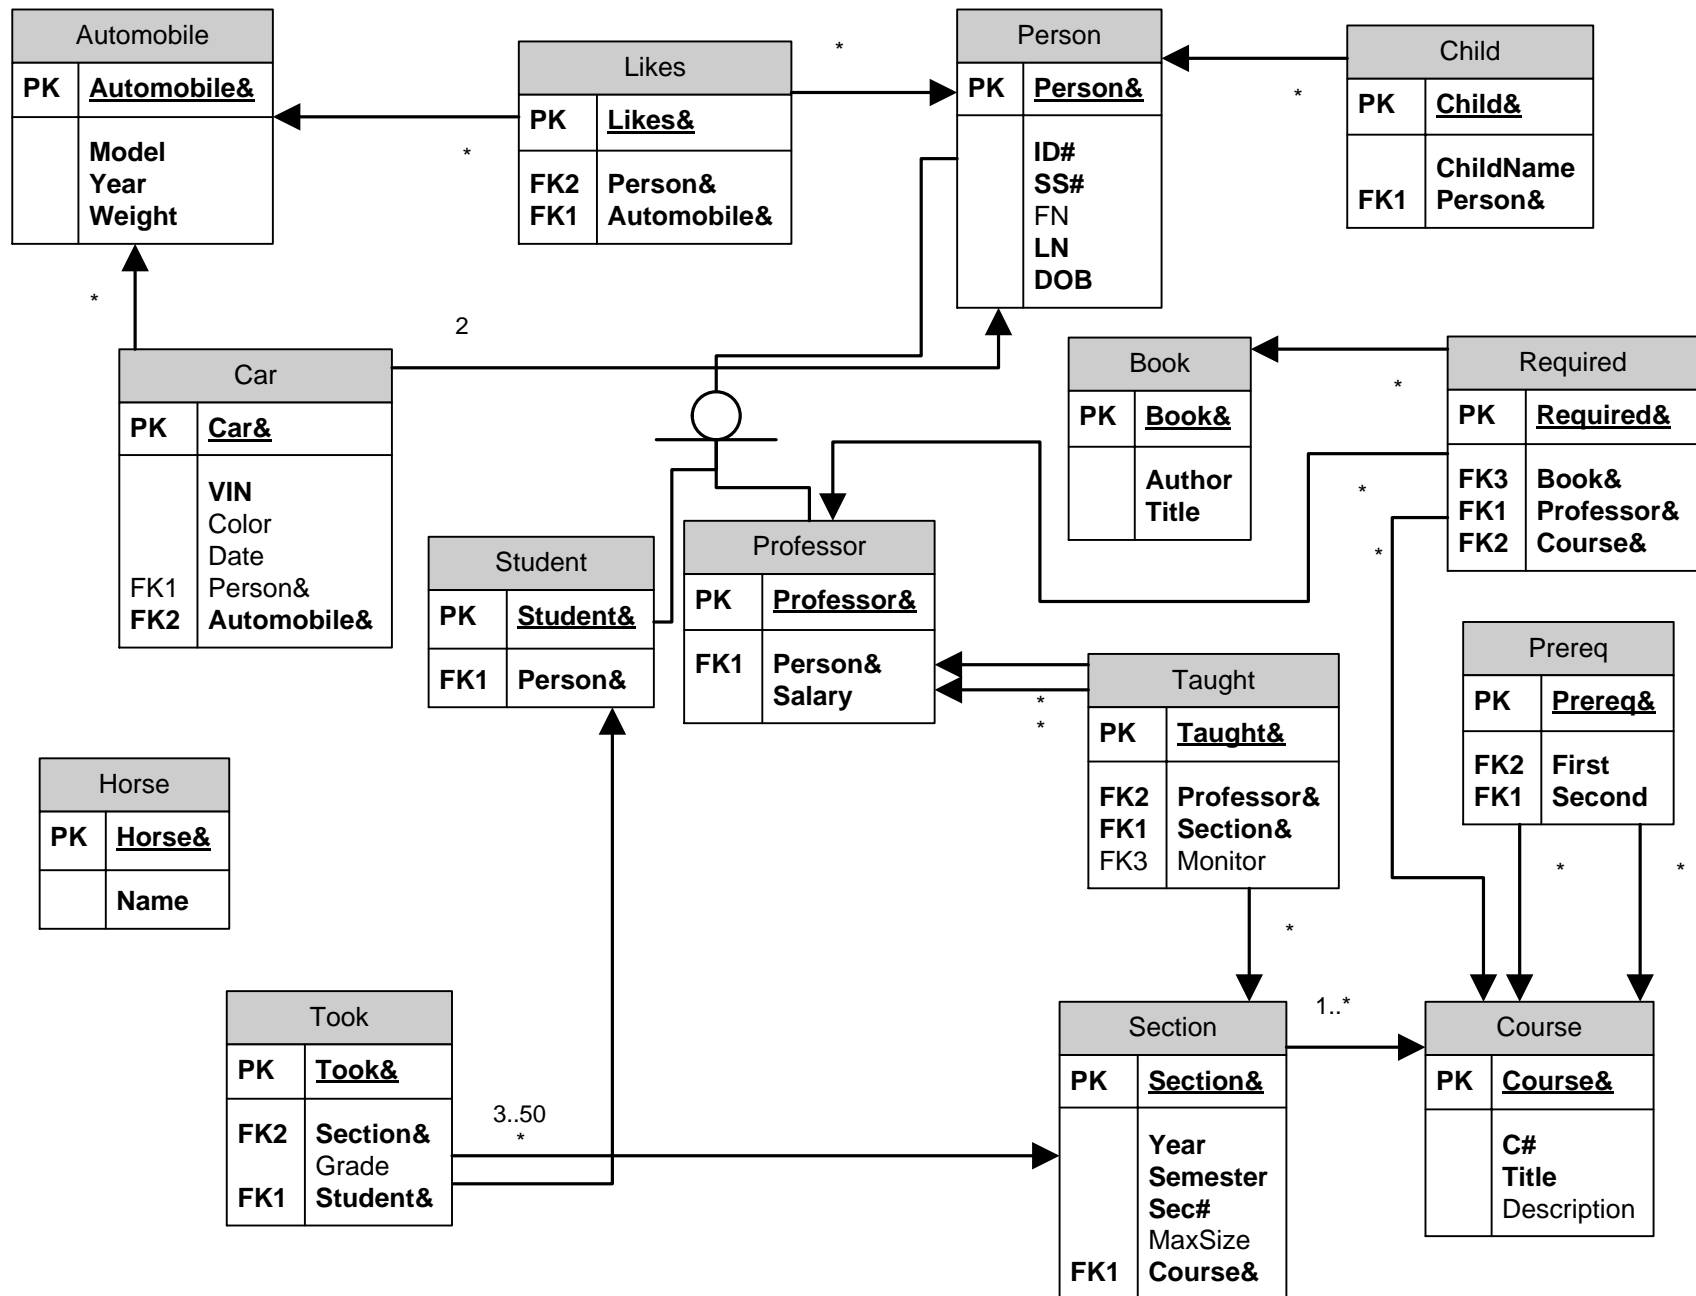 Automobile
PK Automobile&
Model
Year
Weight
Likes
PK Likes&
FK2 Person&
FK1 Automobile&
*
*
Person
PK Person&
ID#
SS#
FN
LN
DOB
Child
PK Child&
ChildName
FK1 Person&
*
*
2
Car
PK Car&
VIN
Color
Date
FK1 Person&
FK2 Automobile&
Book
PK Book&
Author
Title
*
Required
PK Required&
FK3 Book&
FK1 Professor&
FK2 Course&
*
*
Student
PK Student&
FK1 Person&
Professor
PK Professor&
FK1 Person&
Salary
*
*
Taught
PK Taught&
FK2 Professor&
FK1 Section&
FK3 Monitor
*
Prereq
PK Prereq&
FK2 First
FK1 Second
*
*
Horse
PK Horse&
Name
Took
PK Took&
FK2 Section&
Grade
FK1 Student&
3..50
*
Section
PK Section&
Year
Semester
Sec#
MaxSize
FK1 Course&
1..*
Course
PK Course&
C#
Title
Description